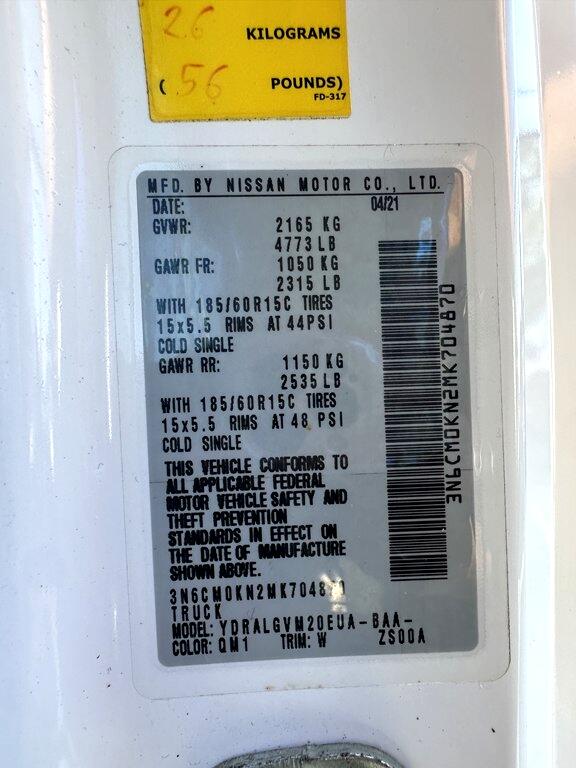 26 KILOGRAMS
( 56 POUNDS)
FD-317
MFD. BY NISSAN MOTOR CO., LTD.
DATE: 04/21
GVWR: 2165 KG
4773 LB
GAWR FR: 1050 KG
2315 LB
WITH 185/60R15C TIRES
15x5.5 RIMS AT 44PSI
COLD SINGLE
GAWR RR: 1150 KG
2535 LB
WITH 185/60R15C TIRES
15x5.5 RIMS AT 48 PSI
COLD SINGLE
THIS VEHICLE CONFORMS TO
ALL APPLICABLE FEDERAL
MOTOR VEHICLE SAFETY AND
THEFT PREVENTION
STANDARDS IN EFFECT ON
THE DATE OF MANUFACTURE
SHOWN ABOVE.
3N6CM0KN2MK704870
TRUCK
MODEL: YDRALGVM20EUA-BAA-
COLOR: QM1 TRIM: W ZS00A
3N6CM0KN2MK704870